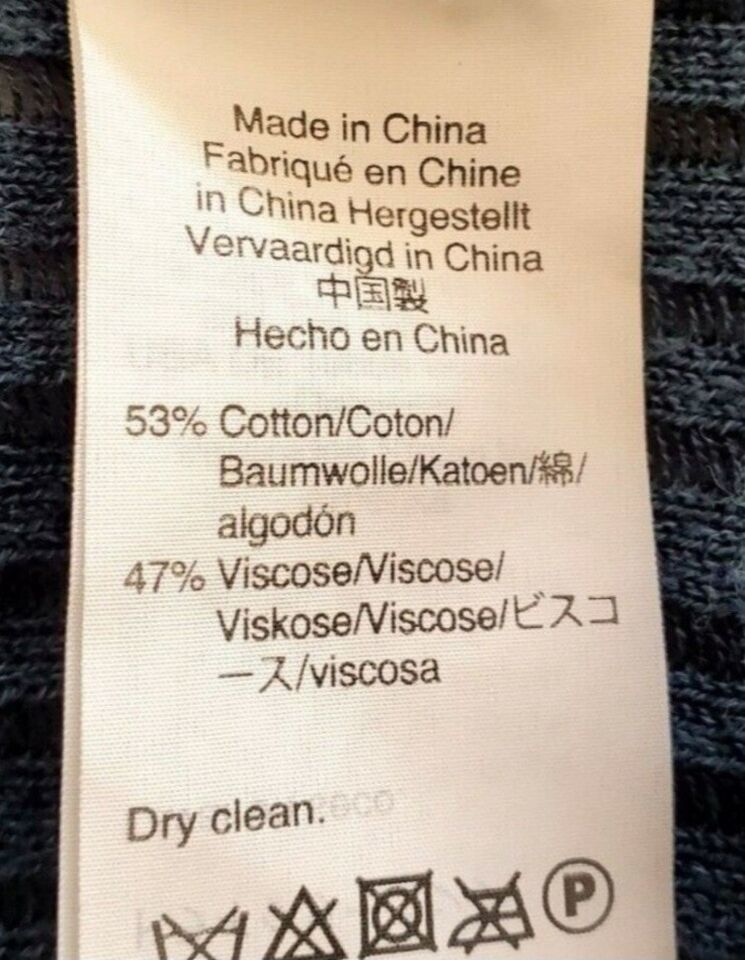 Made in China
Fabriqué en Chine
in China Hergestellt
Vervaardigd in China
中国製
Hecho en China
53% Cotton/Coton/
Baumwolle/Katoen/綿/
algodón
47% Viscose/Viscose/
Viskose/Viscose/ビスコ
ース/viscosa
Dry clean.
P